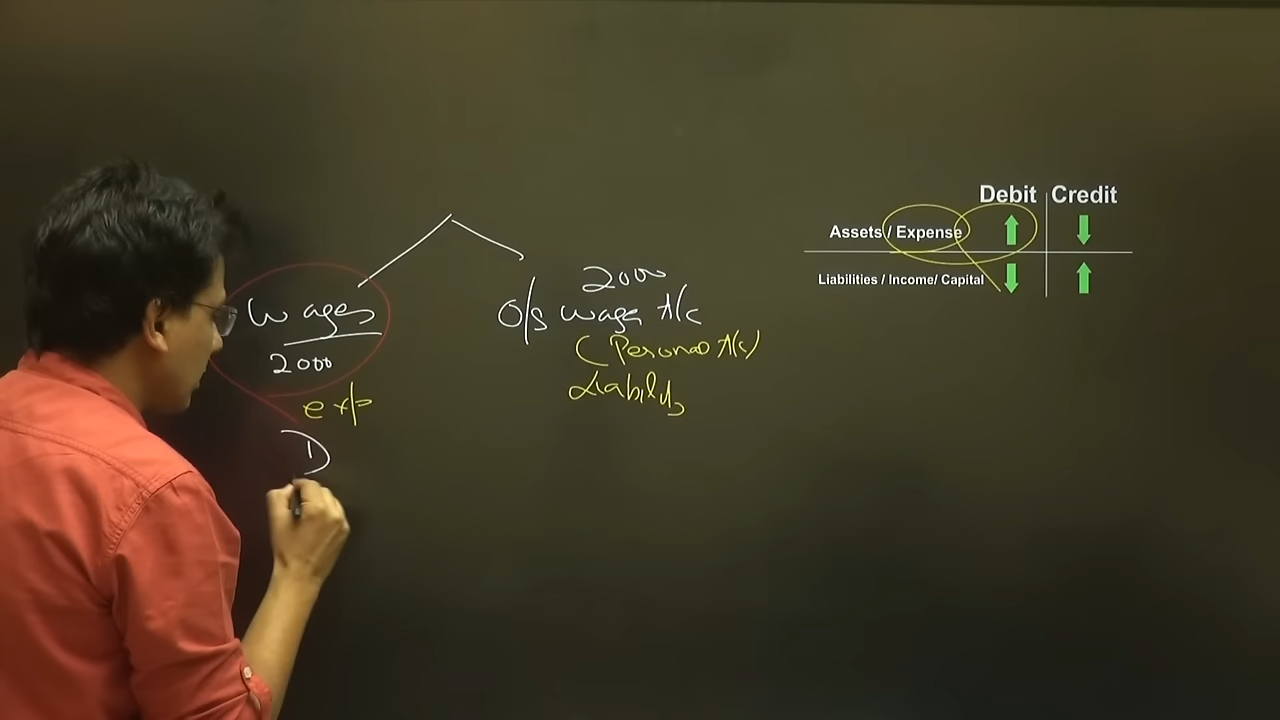 Wages
2000
exp
D
2000
O/s wages A/c
(Personal A/c)
Liability
Debit Credit
Assets / Expense
Liabilities / Income/ Capital